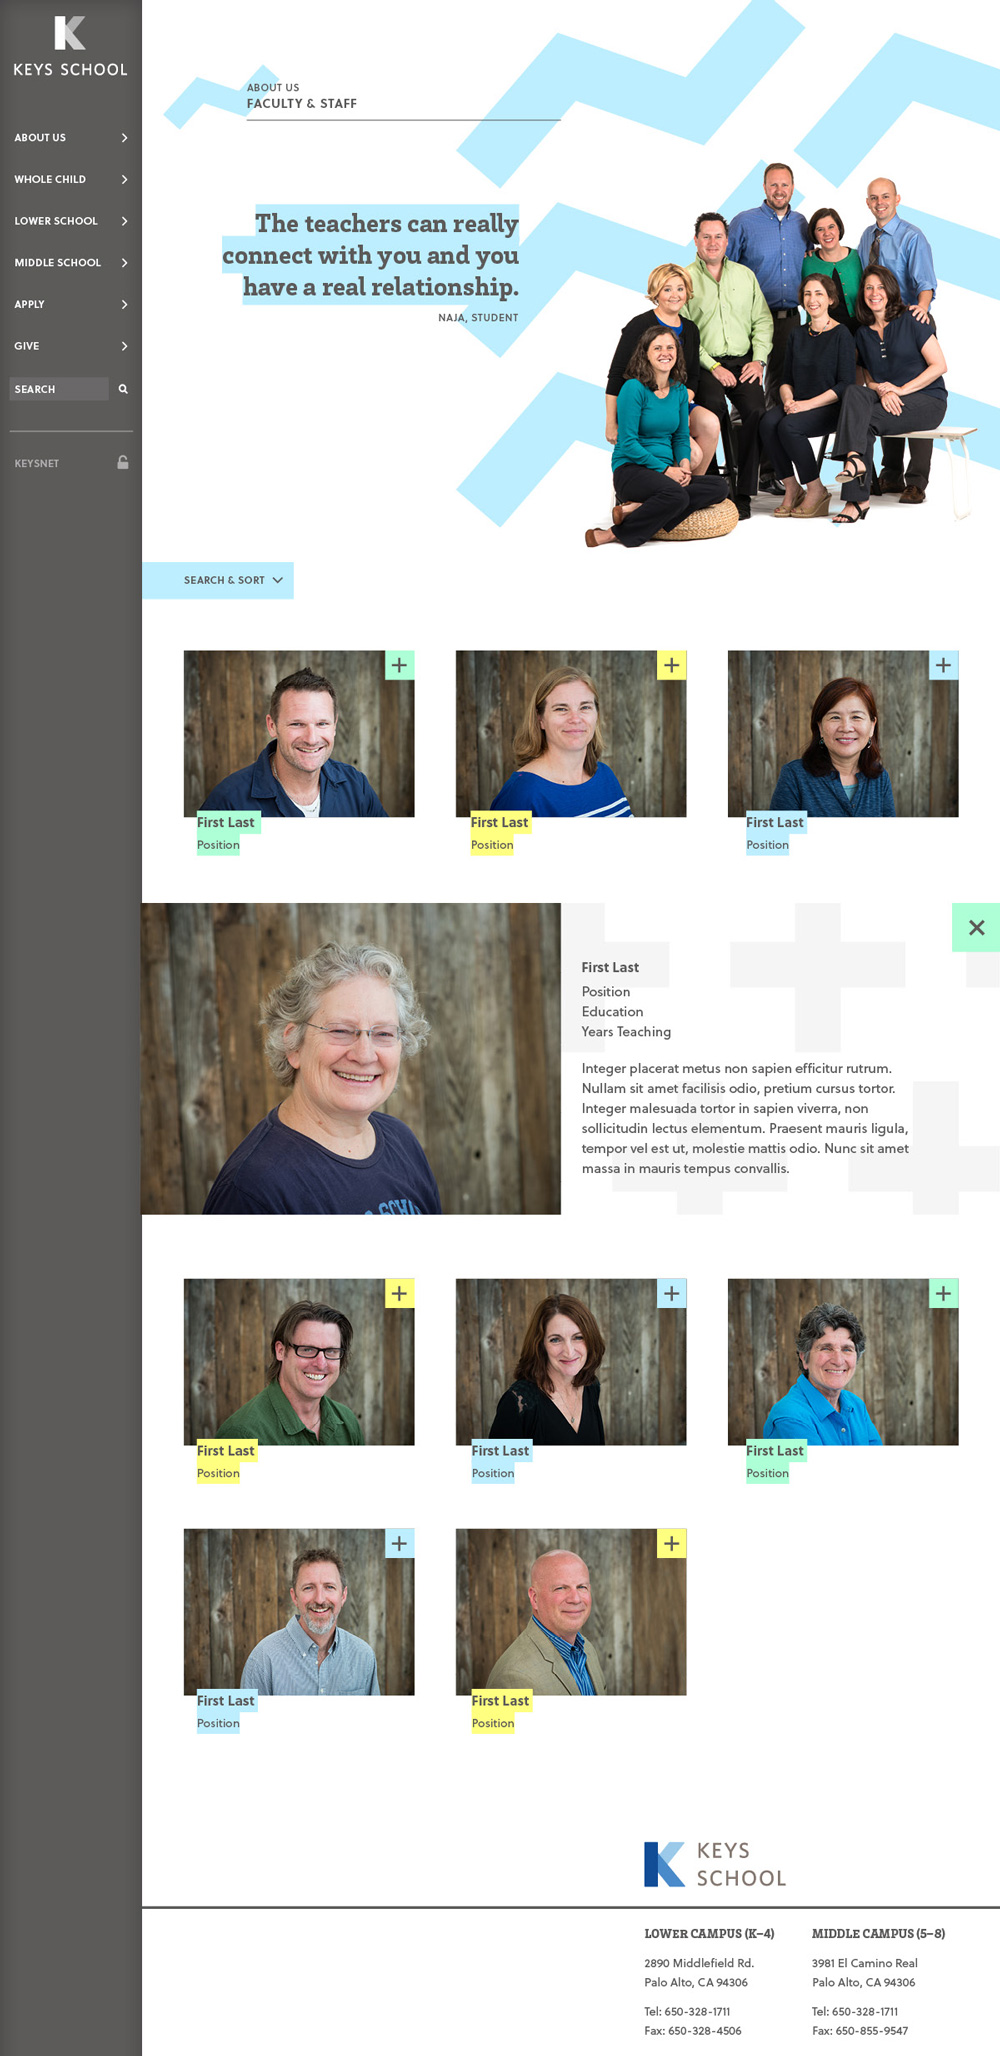 KEYS SCHOOL
ABOUT US
WHOLE CHILD
LOWER SCHOOL
MIDDLE SCHOOL
APPLY
GIVE
SEARCH
KEYSNET
ABOUT US
FACULTY & STAFF
The teachers can really
connect with you and you
have a real relationship.
NAJA, STUDENT
SEARCH & SORT
First Last
Position
First Last
Position
First Last
Position
First Last
Position
Education
Years Teaching
Integer placerat metus non sapien efficitur rutrum.
Nullam sit amet facilisis odio, pretium cursus tortor.
Integer malesuada tortor in sapien viverra, non
sollicitudin lectus elementum. Praesent mauris ligula,
tempor vel est ut, molestie mattis odio. Nunc sit amet
massa in mauris tempus convallis.
First Last
Position
First Last
Position
First Last
Position
First Last
Position
First Last
Position
KEYS
SCHOOL
LOWER CAMPUS (K–4)
2890 Middlefield Rd.
Palo Alto, CA 94306
Tel: 650-328-1711
Fax: 650-328-4506
MIDDLE CAMPUS (5–8)
3981 El Camino Real
Palo Alto, CA 94306
Tel: 650-328-1711
Fax: 650-855-9547